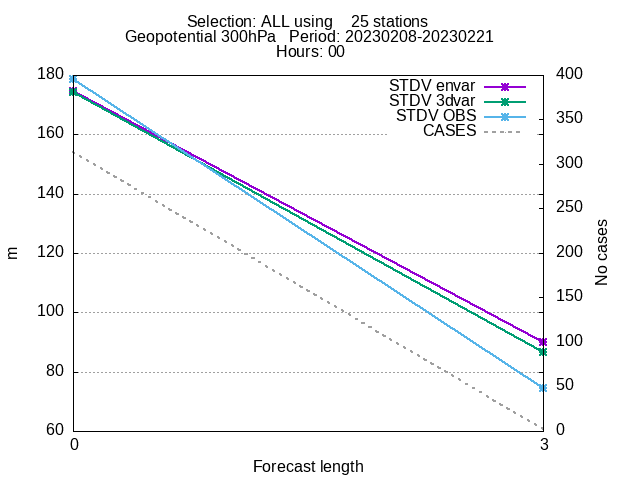 Selection: ALL using    25 stations
Geopotential 300hPa   Period: 20230208-20230221
Hours: 00
STDV envar
STDV 3dvar
STDV OBS
CASES
180
160
140
120
100
80
60
m
400
350
300
250
200
150
100
50
0
No cases
0 3
Forecast length